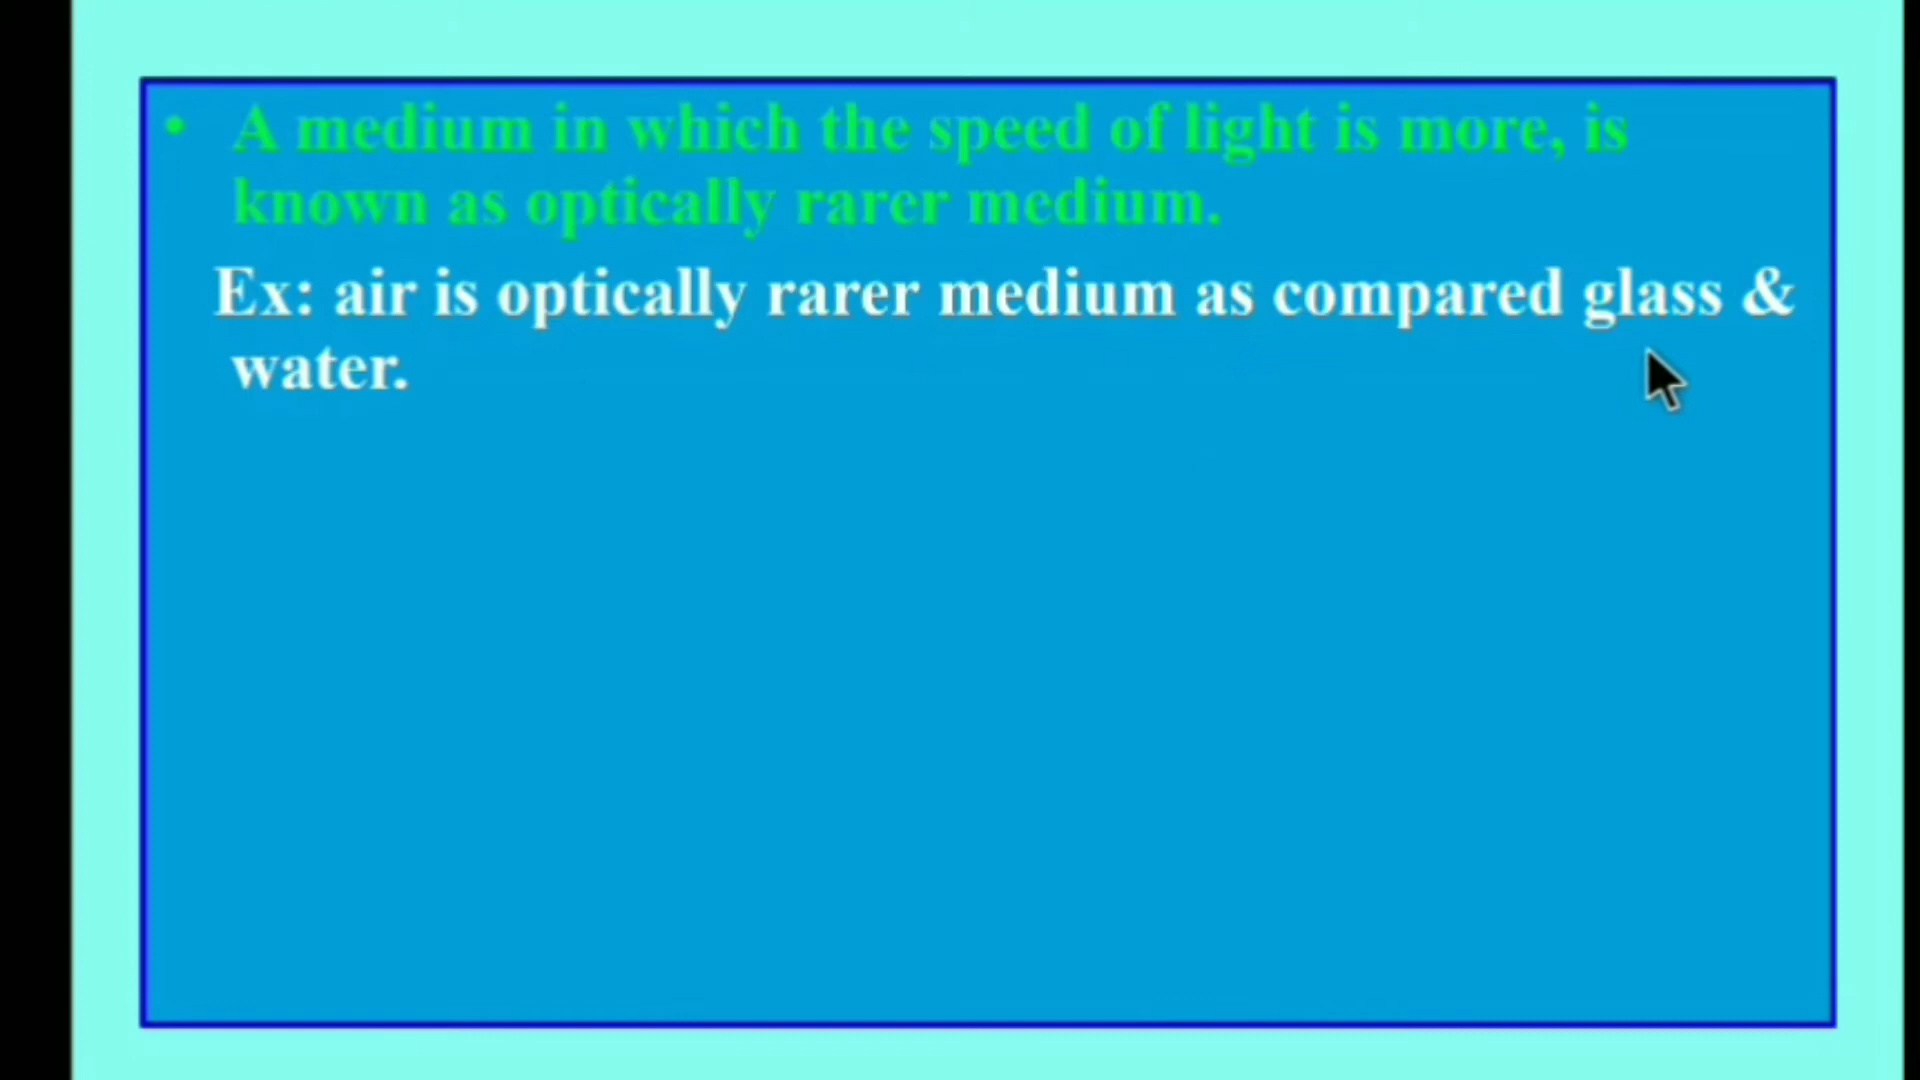 • A medium in which the speed of light is more, is
known as optically rarer medium.
Ex: air is optically rarer medium as compared glass &
water.